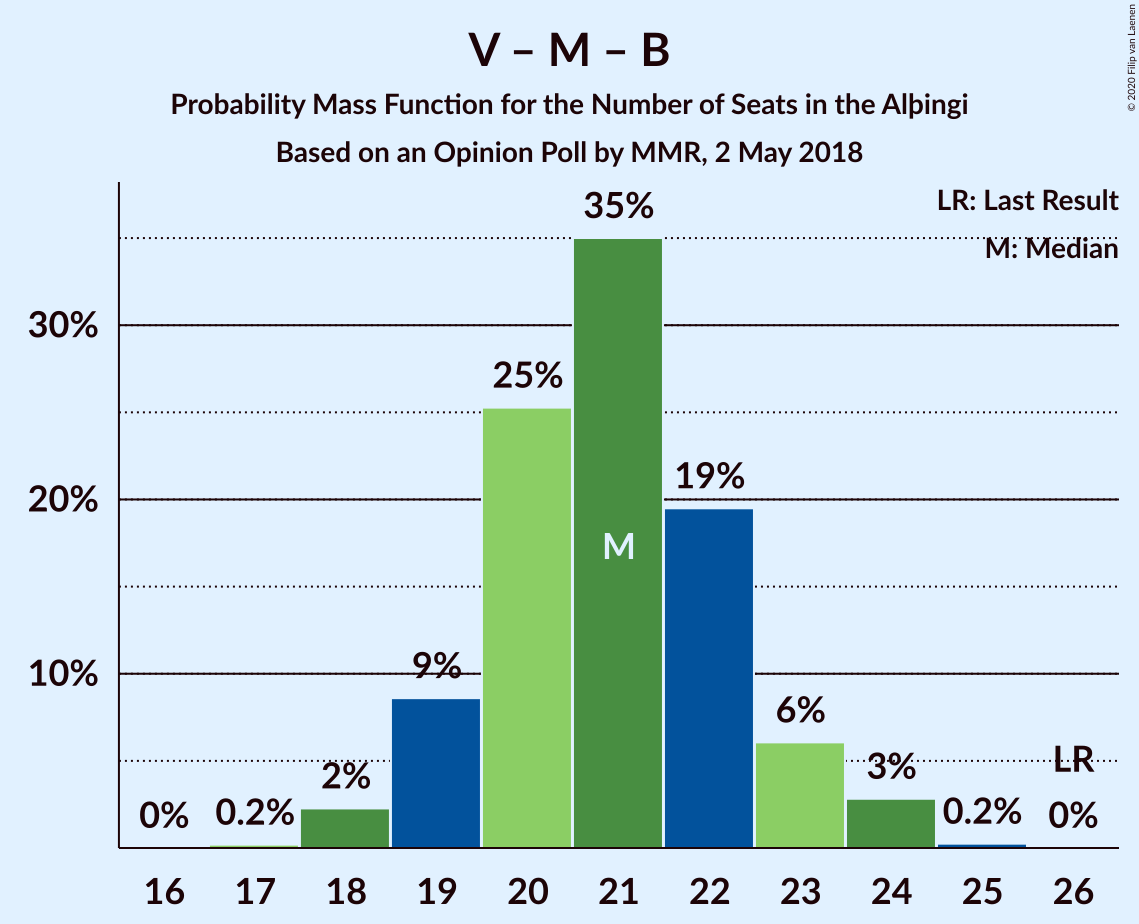 V – M – B
Probability Mass Function for the Number of Seats in the Alþingi
Based on an Opinion Poll by MMR, 2 May 2018
© 2020 Filip van Laenen
LR: Last Result
M: Median
35%
30%
25%
20%
19%
M
10%
9%
6%
LR
2%
3%
0%
0.2%
0.2%
0%
16 17 18 19 20 21 22 23 24 25 26